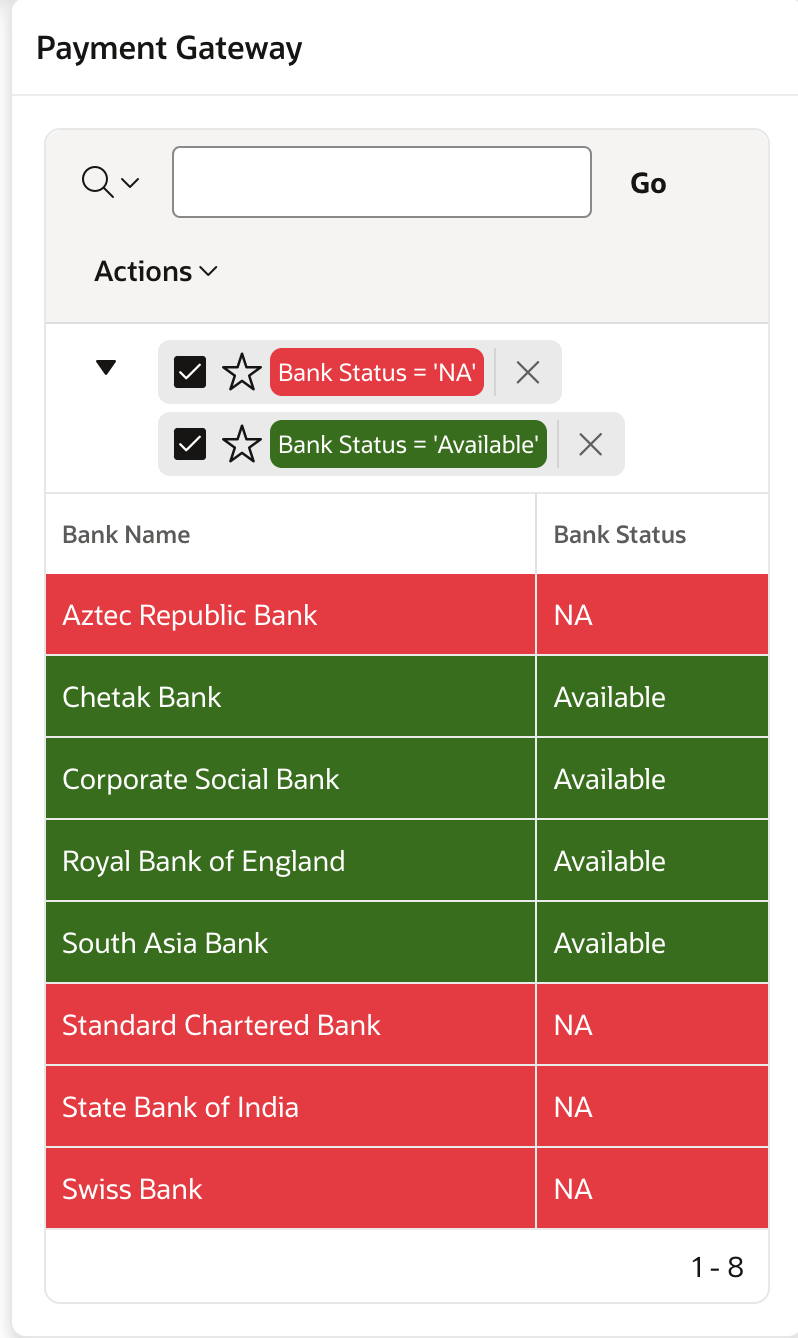 Payment Gateway
Go
Actions
Bank Status = 'NA'
Bank Status = 'Available'
Bank Name Bank Status
Aztec Republic Bank NA
Chetak Bank Available
Corporate Social Bank Available
Royal Bank of England Available
South Asia Bank Available
Standard Chartered Bank NA
State Bank of India NA
Swiss Bank NA
1 - 8